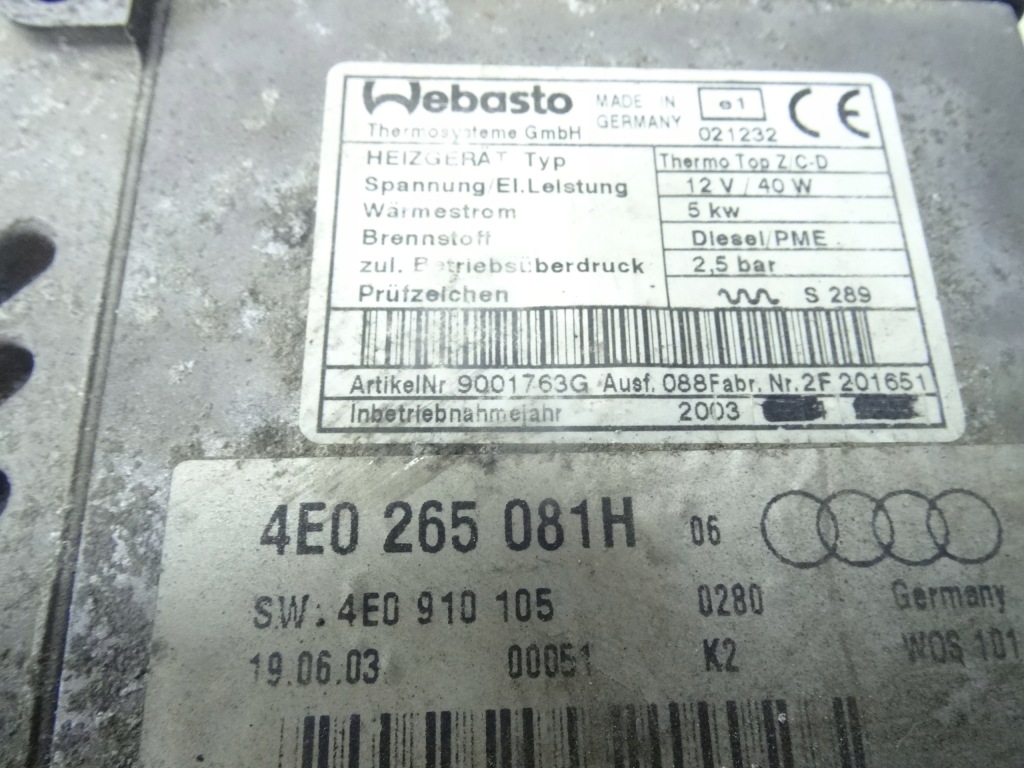 Webasto MADE IN GERMANY e1 CE
Thermosysteme GmbH 021232
HEIZGERÄT Typ Thermo Top Z/C-D
Spannung/El.Leistung 12 V / 40 W
Wärmestrom 5 kw
Brennstoff Diesel/PME
zul. Betriebsüberdruck 2,5 bar
Prüfzeichen S 289
ArtikelNr 9001763G Ausf. 088 Fabr. Nr. 2F 201651
Inbetriebnahmejahr 2003
4E0 265 081H 06
S.W: 4E0 910 105 0280 Germany
19.06.03 00051 K2 WOS 101